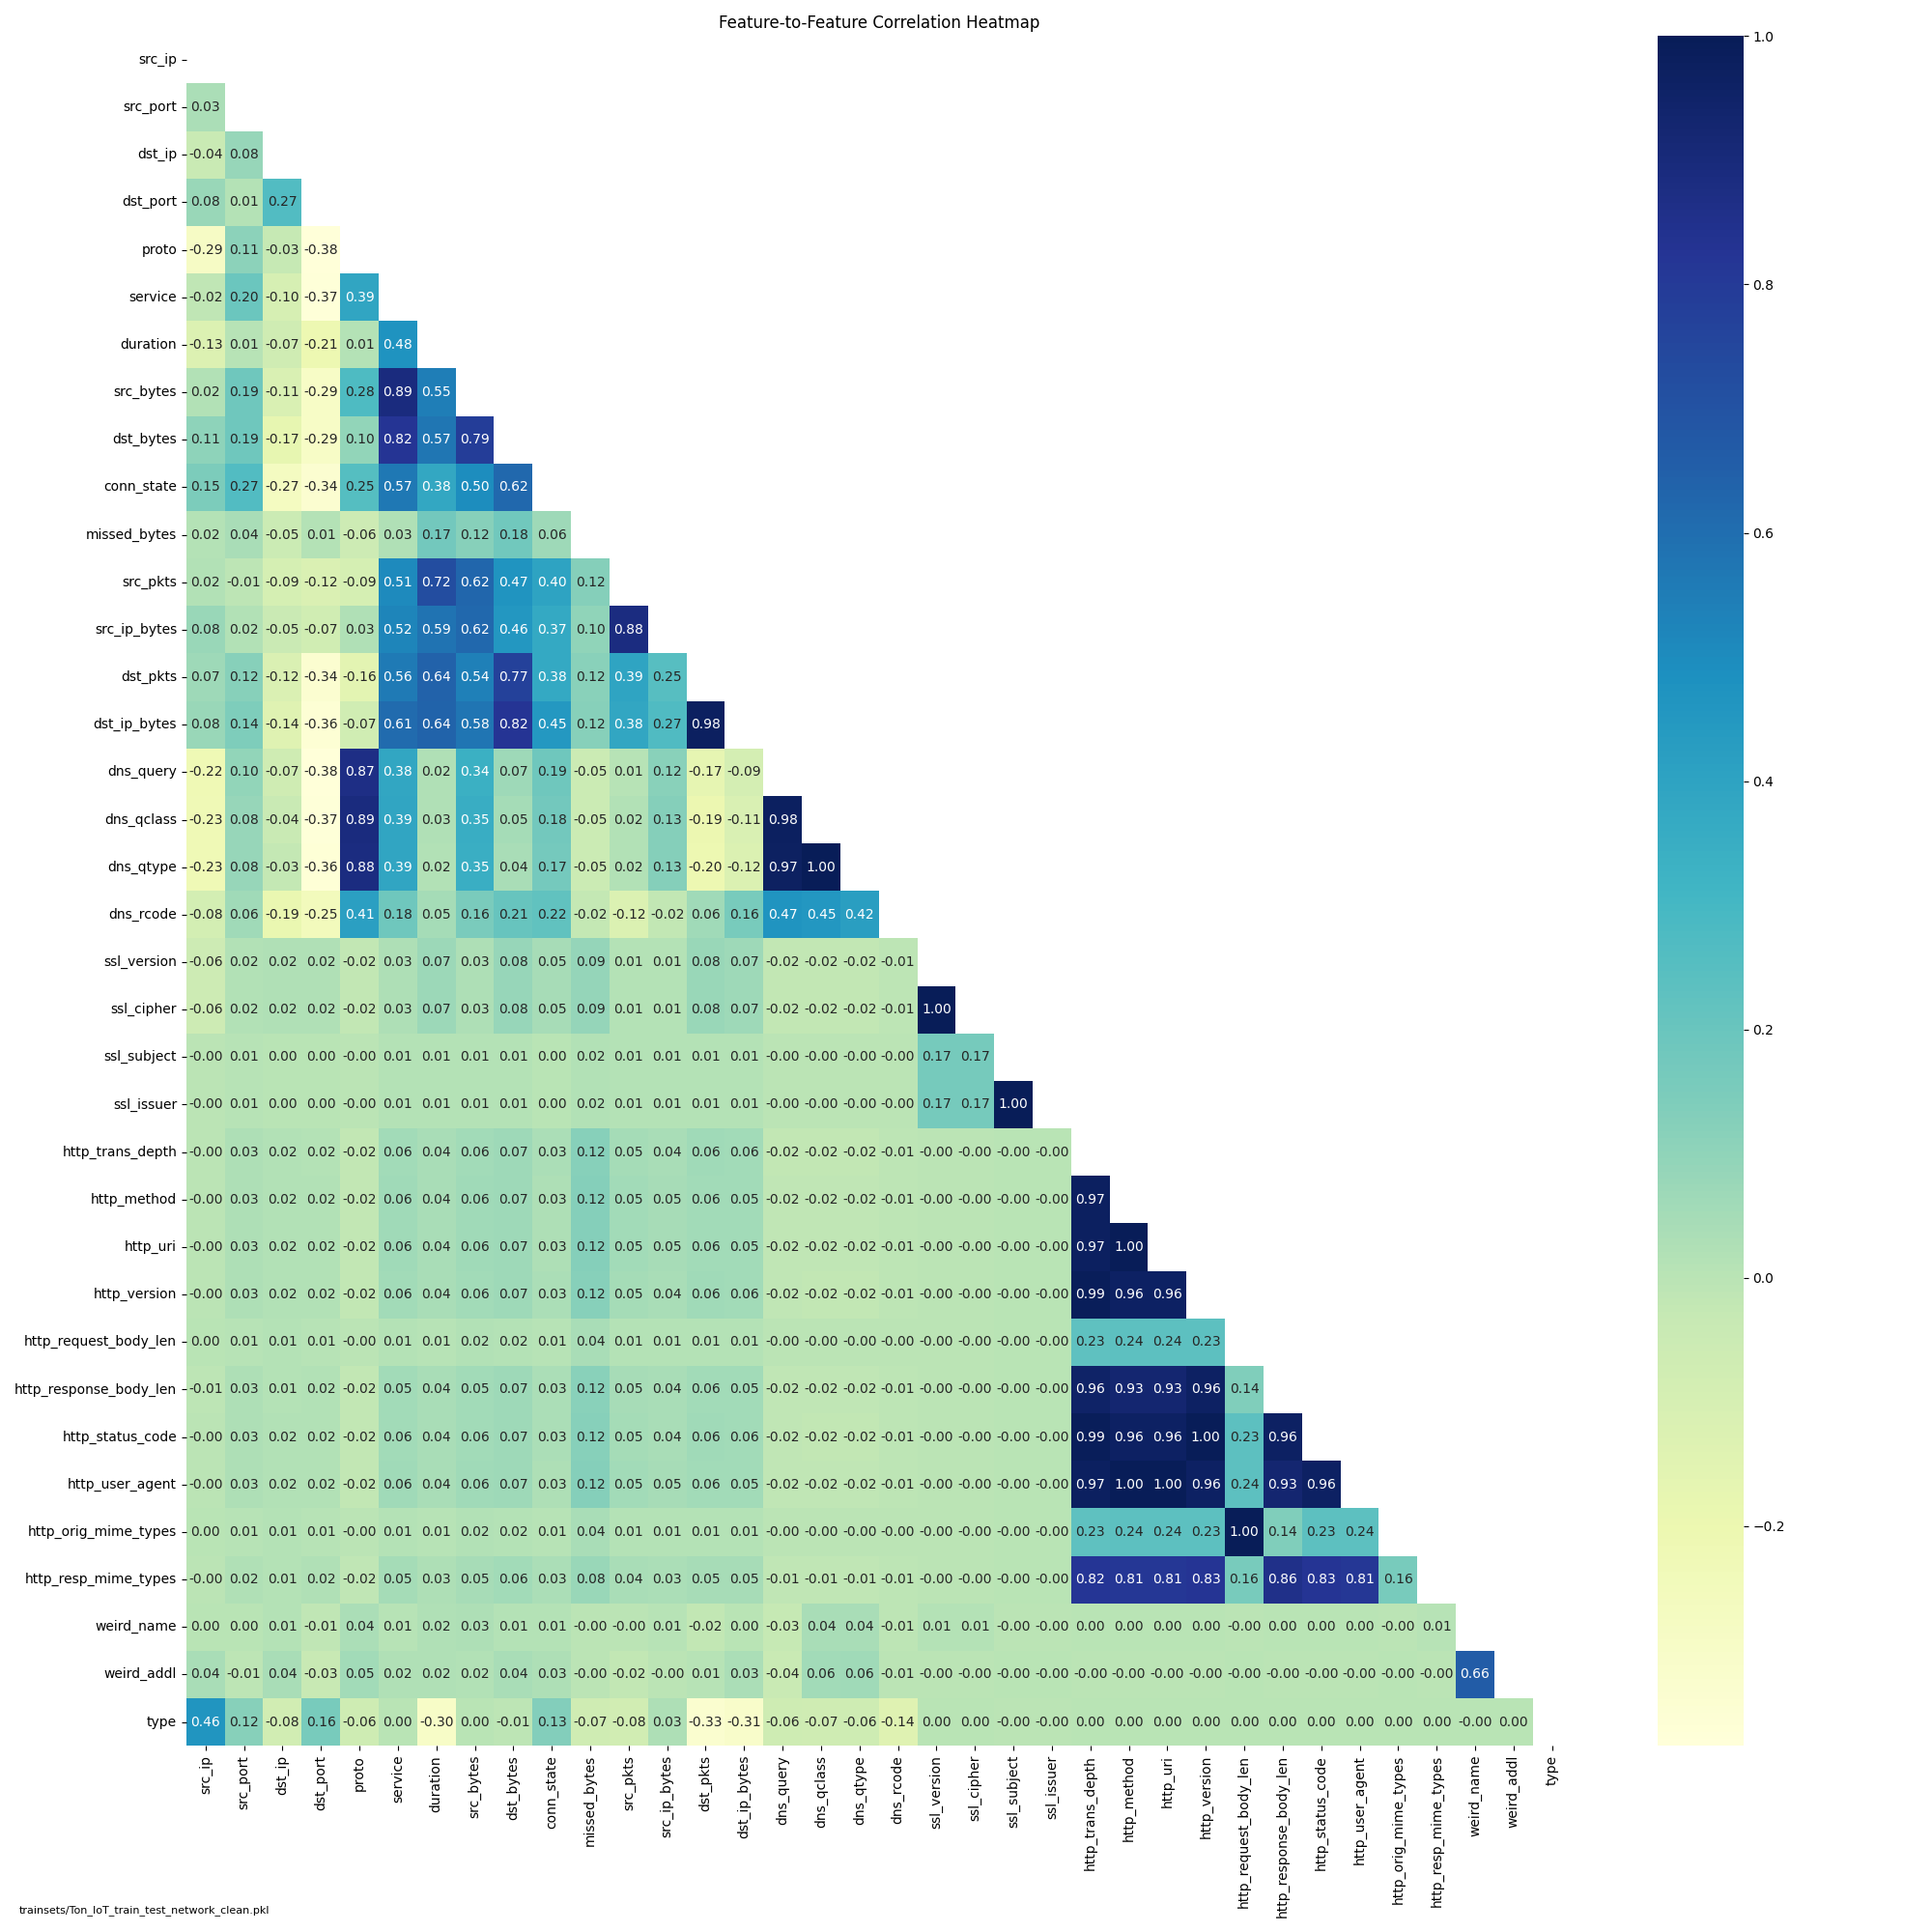 Feature-to-Feature Correlation Heatmap
src_ip
src_port 0.03
dst_ip -0.04 0.08
dst_port 0.08 0.01 0.27
proto -0.29 0.11 -0.03 -0.38
service -0.02 0.20 -0.10 -0.37 0.39
duration -0.13 0.01 -0.07 -0.21 0.01 0.48
src_bytes 0.02 0.19 -0.11 -0.29 0.28 0.89 0.55
dst_bytes 0.11 0.19 -0.17 -0.29 0.10 0.82 0.57 0.79
conn_state 0.15 0.27 -0.27 -0.34 0.25 0.57 0.38 0.50 0.62
missed_bytes 0.02 0.04 -0.05 0.01 -0.06 0.03 0.17 0.12 0.18 0.06
src_pkts 0.02 -0.01 -0.09 -0.12 -0.09 0.51 0.72 0.62 0.47 0.40 0.12
src_ip_bytes 0.08 0.02 -0.05 -0.07 0.03 0.52 0.59 0.62 0.46 0.37 0.10 0.88
dst_pkts 0.07 0.12 -0.12 -0.34 -0.16 0.56 0.64 0.54 0.77 0.38 0.12 0.39 0.25
dst_ip_bytes 0.08 0.14 -0.14 -0.36 -0.07 0.61 0.64 0.58 0.82 0.45 0.12 0.38 0.27 0.98
dns_query -0.22 0.10 -0.07 -0.38 0.87 0.38 0.02 0.34 0.07 0.19 -0.05 0.01 0.12 -0.17 -0.09
dns_qclass -0.23 0.08 -0.04 -0.37 0.89 0.39 0.03 0.35 0.05 0.18 -0.05 0.02 0.13 -0.19 -0.11 0.98
dns_qtype -0.23 0.08 -0.03 -0.36 0.88 0.39 0.02 0.35 0.04 0.17 -0.05 0.02 0.13 -0.20 -0.12 0.97 1.00
dns_rcode -0.08 0.06 -0.19 -0.25 0.41 0.18 0.05 0.16 0.21 0.22 -0.02 -0.12 -0.02 0.06 0.16 0.47 0.45 0.42
ssl_version -0.06 0.02 0.02 0.02 -0.02 0.03 0.07 0.03 0.08 0.05 0.09 0.01 0.01 0.08 0.07 -0.02 -0.02 -0.02 -0.01
ssl_cipher -0.06 0.02 0.02 0.02 -0.02 0.03 0.07 0.03 0.08 0.05 0.09 0.01 0.01 0.08 0.07 -0.02 -0.02 -0.02 -0.01 1.00
ssl_subject -0.00 0.01 0.00 0.00 -0.00 0.01 0.01 0.01 0.01 0.00 0.02 0.01 0.01 0.01 0.01 -0.00 -0.00 -0.00 -0.00 0.17 0.17
ssl_issuer -0.00 0.01 0.00 0.00 -0.00 0.01 0.01 0.01 0.01 0.00 0.02 0.01 0.01 0.01 0.01 -0.00 -0.00 -0.00 -0.00 0.17 0.17 1.00
http_trans_depth -0.00 0.03 0.02 0.02 -0.02 0.06 0.04 0.06 0.07 0.03 0.12 0.05 0.04 0.06 0.06 -0.02 -0.02 -0.02 -0.01 -0.00 -0.00 -0.00 -0.00
http_method -0.00 0.03 0.02 0.02 -0.02 0.06 0.04 0.06 0.07 0.03 0.12 0.05 0.05 0.06 0.05 -0.02 -0.02 -0.02 -0.01 -0.00 -0.00 -0.00 -0.00 0.97
http_uri -0.00 0.03 0.02 0.02 -0.02 0.06 0.04 0.06 0.07 0.03 0.12 0.05 0.05 0.06 0.05 -0.02 -0.02 -0.02 -0.01 -0.00 -0.00 -0.00 -0.00 0.97 1.00
http_version -0.00 0.03 0.02 0.02 -0.02 0.06 0.04 0.06 0.07 0.03 0.12 0.05 0.04 0.06 0.06 -0.02 -0.02 -0.02 -0.01 -0.00 -0.00 -0.00 -0.00 0.99 0.96 0.96
http_request_body_len 0.00 0.01 0.01 0.01 -0.00 0.01 0.01 0.02 0.02 0.01 0.04 0.01 0.01 0.01 0.01 -0.00 -0.00 -0.00 -0.00 -0.00 -0.00 -0.00 -0.00 0.23 0.24 0.24 0.23
http_response_body_len -0.01 0.03 0.01 0.02 -0.02 0.05 0.04 0.05 0.07 0.03 0.12 0.05 0.04 0.06 0.05 -0.02 -0.02 -0.02 -0.01 -0.00 -0.00 -0.00 -0.00 0.96 0.93 0.93 0.96 0.14
http_status_code -0.00 0.03 0.02 0.02 -0.02 0.06 0.04 0.06 0.07 0.03 0.12 0.05 0.04 0.06 0.06 -0.02 -0.02 -0.02 -0.01 -0.00 -0.00 -0.00 -0.00 0.99 0.96 0.96 1.00 0.23 0.96
http_user_agent -0.00 0.03 0.02 0.02 -0.02 0.06 0.04 0.06 0.07 0.03 0.12 0.05 0.05 0.06 0.05 -0.02 -0.02 -0.02 -0.01 -0.00 -0.00 -0.00 -0.00 0.97 1.00 1.00 0.96 0.24 0.93 0.96
http_orig_mime_types 0.00 0.01 0.01 0.01 -0.00 0.01 0.01 0.02 0.02 0.01 0.04 0.01 0.01 0.01 0.01 -0.00 -0.00 -0.00 -0.00 -0.00 -0.00 -0.00 -0.00 0.23 0.24 0.24 0.23 1.00 0.14 0.23 0.24
http_resp_mime_types -0.00 0.02 0.01 0.02 -0.02 0.05 0.03 0.05 0.06 0.03 0.08 0.04 0.03 0.05 0.05 -0.01 -0.01 -0.01 -0.01 -0.00 -0.00 -0.00 -0.00 0.82 0.81 0.81 0.83 0.16 0.86 0.83 0.81 0.16
weird_name 0.00 0.00 0.01 -0.01 0.04 0.01 0.02 0.03 0.01 0.01 -0.00 -0.00 0.01 -0.02 0.00 -0.03 0.04 0.04 -0.01 0.01 0.01 -0.00 -0.00 0.00 0.00 0.00 0.00 -0.00 0.00 0.00 0.00 -0.00 0.01
weird_addl 0.04 -0.01 0.04 -0.03 0.05 0.02 0.02 0.02 0.04 0.03 -0.00 -0.02 -0.00 0.01 0.03 -0.04 0.06 0.06 -0.01 -0.00 -0.00 -0.00 -0.00 -0.00 -0.00 -0.00 -0.00 -0.00 -0.00 -0.00 -0.00 -0.00 -0.00 0.66
type 0.46 0.12 -0.08 0.16 -0.06 0.00 -0.30 0.00 -0.01 0.13 -0.07 -0.08 0.03 -0.33 -0.31 -0.06 -0.07 -0.06 -0.14 0.00 0.00 -0.00 -0.00 0.00 0.00 0.00 0.00 0.00 0.00 0.00 0.00 0.00 0.00 -0.00 0.00
src_ip
src_port
dst_ip
dst_port
proto
service
duration
src_bytes
dst_bytes
conn_state
missed_bytes
src_pkts
src_ip_bytes
dst_pkts
dst_ip_bytes
dns_query
dns_qclass
dns_qtype
dns_rcode
ssl_version
ssl_cipher
ssl_subject
ssl_issuer
http_trans_depth
http_method
http_uri
http_version
http_request_body_len
http_response_body_len
http_status_code
http_user_agent
http_orig_mime_types
http_resp_mime_types
weird_name
weird_addl
type
1.0
0.8
0.6
0.4
0.2
0.0
−0.2
trainsets/Ton_IoT_train_test_network_clean.pkl